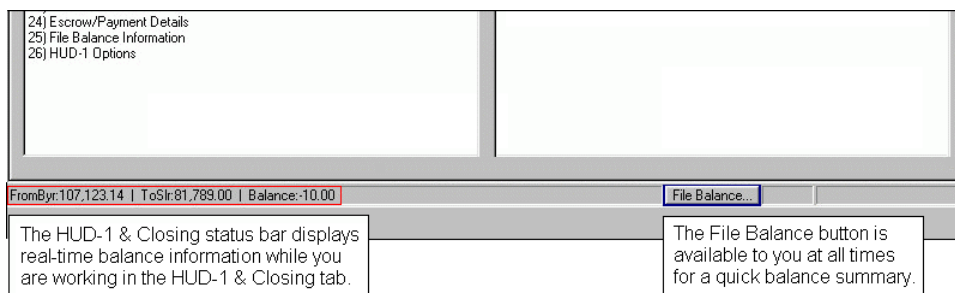 24) Escrow/Payment Details
25) File Balance Information
26) HUD-1 Options
FromByr:107,123.14 | ToSlr:81,789.00 | Balance:-10.00
File Balance...
The HUD-1 & Closing status bar displays
real-time balance information while you
are working in the HUD-1 & Closing tab.
The File Balance button is
available to you at all times
for a quick balance summary.